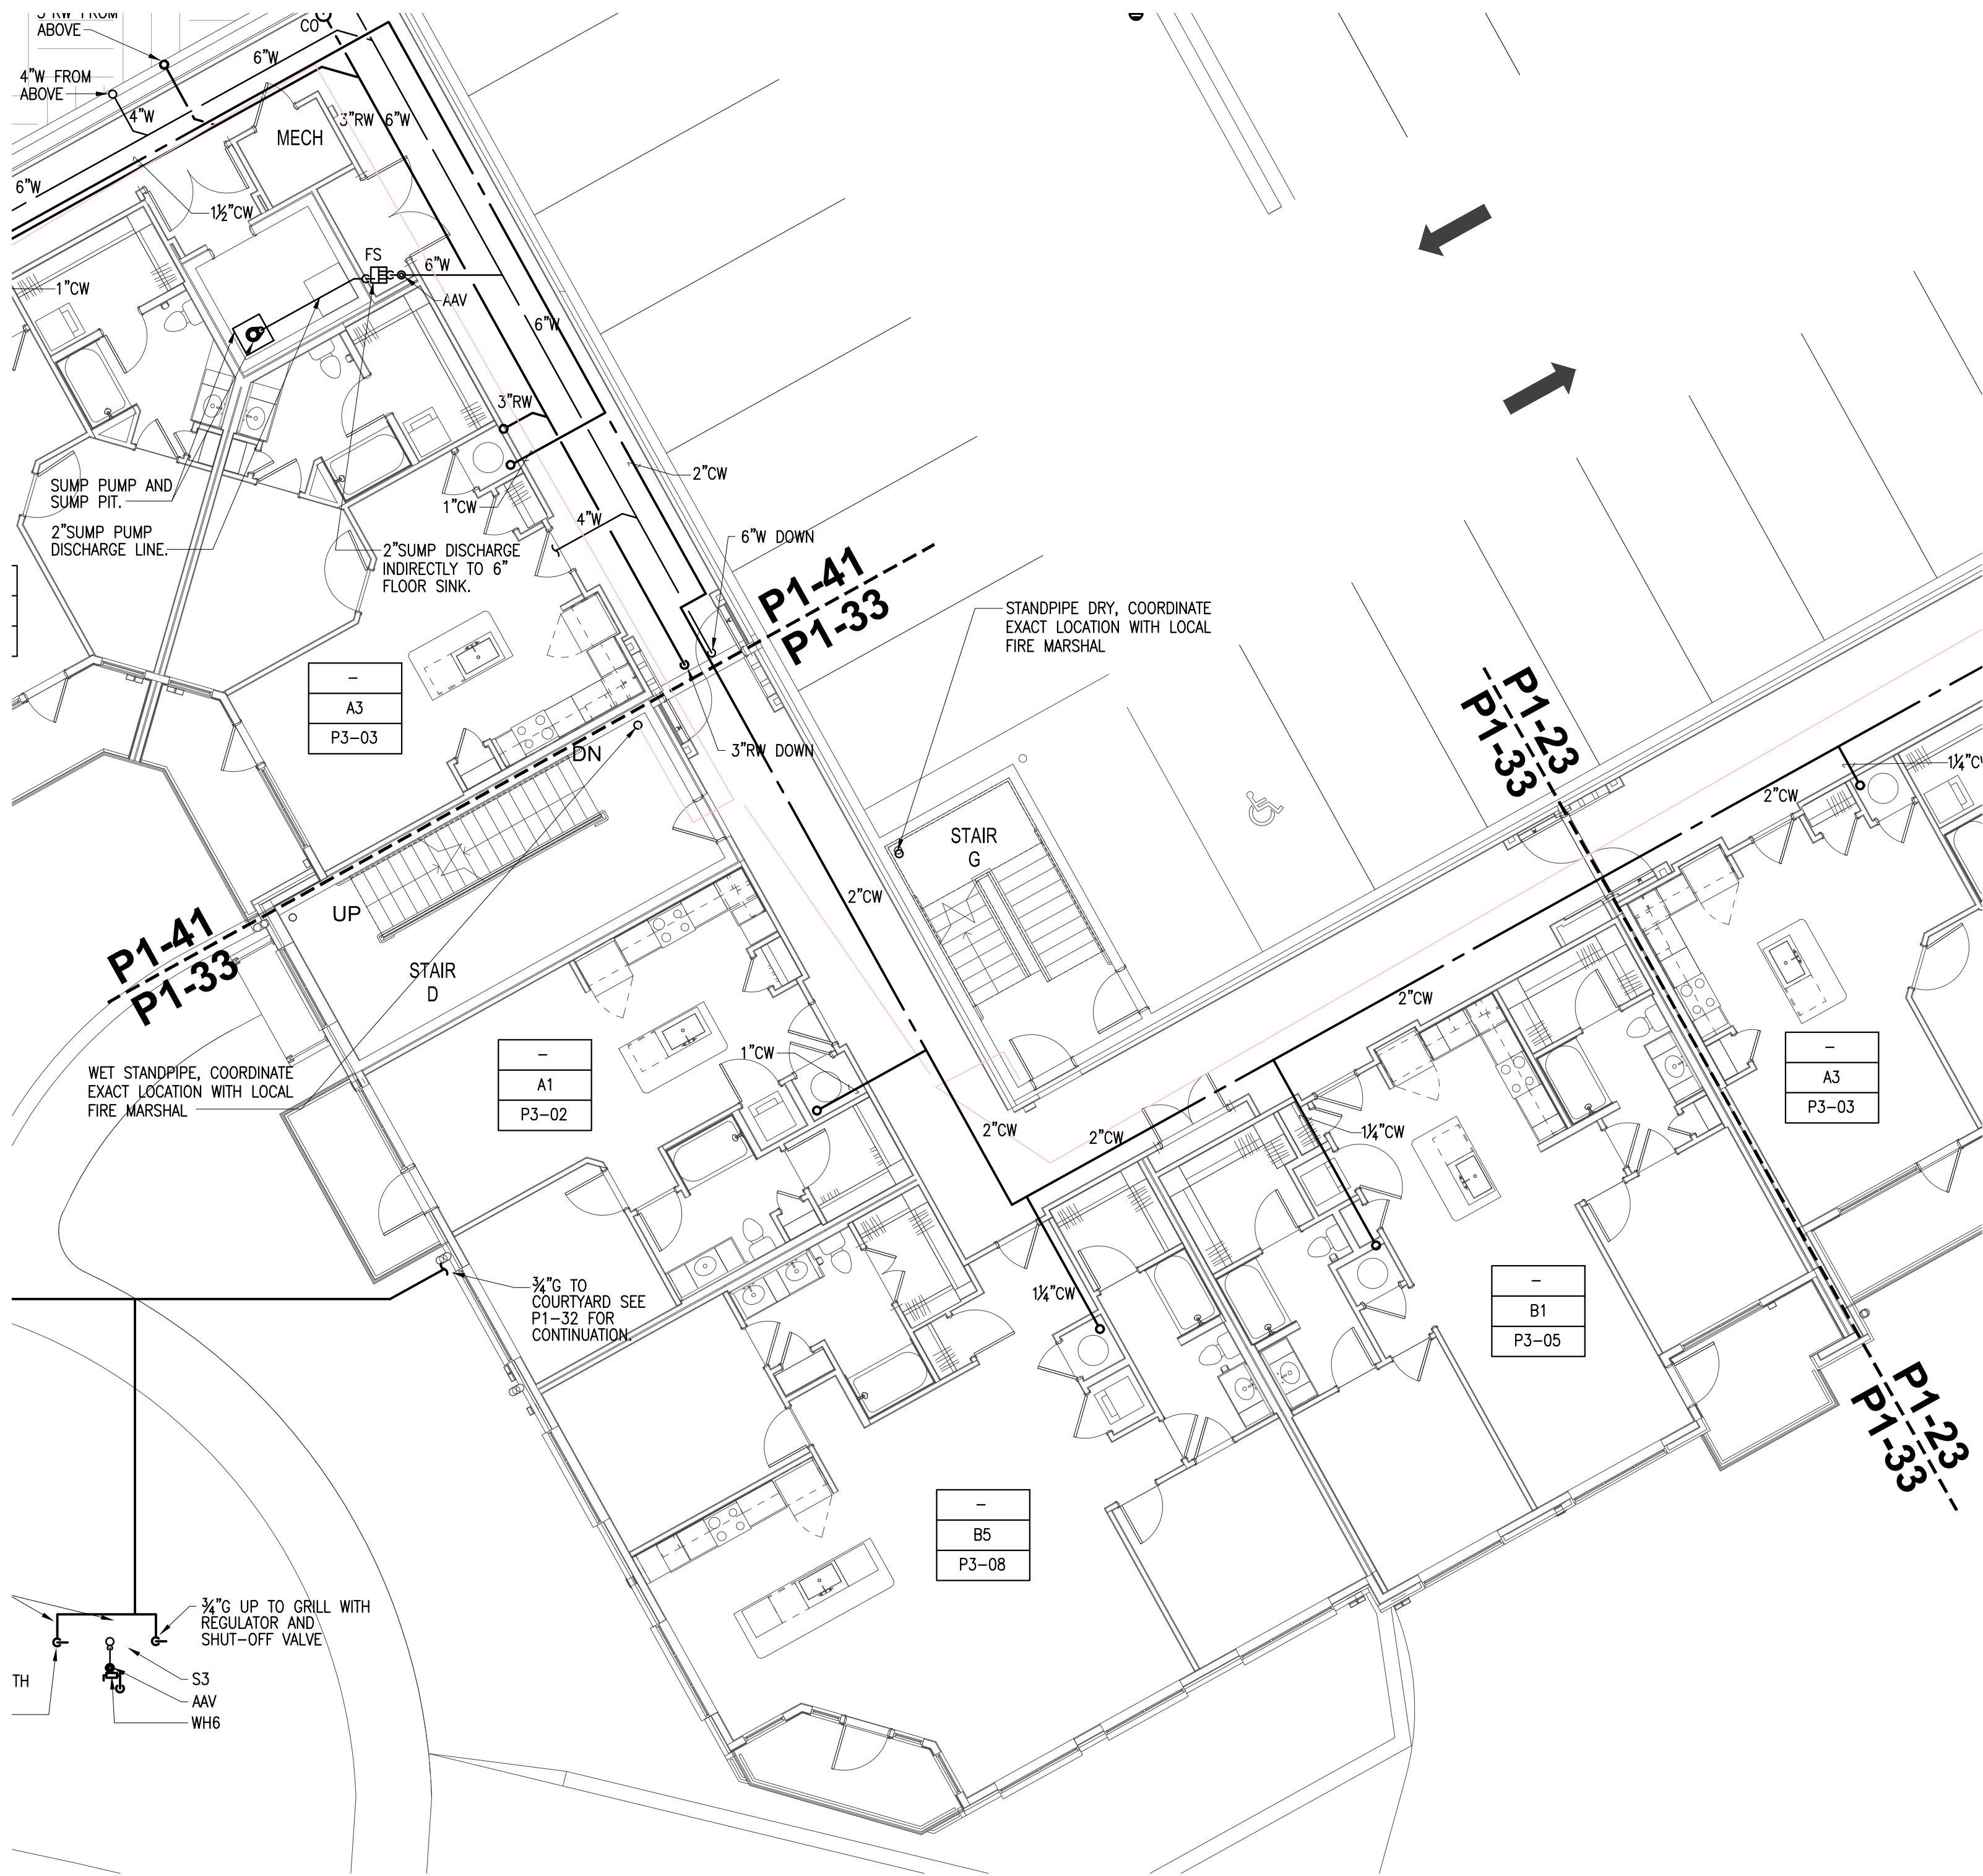 3"RW FROM
ABOVE
CO
6"W
4"W FROM
ABOVE
4"W
3"RW
6"W
MECH
6"W
1½"CW
FS
6"W
1"CW
AAV
6"W
3"RW
2"CW
SUMP PUMP AND
SUMP PIT.
1"CW
4"W
2"SUMP PUMP
DISCHARGE LINE.
2"SUMP DISCHARGE
INDIRECTLY TO 6"
FLOOR SINK.
6"W DOWN
P1-41
P1-33
STANDPIPE DRY, COORDINATE
EXACT LOCATION WITH LOCAL
FIRE MARSHAL
–
A3
P3-03
P1-23
P1-33
DN
3"RW DOWN
2"CW
STAIR
G
2"CW
UP
P1-41
P1-33
STAIR
D
2"CW
–
A1
P3-02
1"CW
–
A3
P3-03
WET STANDPIPE, COORDINATE
EXACT LOCATION WITH LOCAL
FIRE MARSHAL
2"CW
2"CW
1¼"CW
¾"G TO
COURTYARD SEE
P1-32 FOR
CONTINUATION.
1¼"CW
–
B1
P3-05
P1-23
P1-33
–
B5
P3-08
¾"G UP TO GRILL WITH
REGULATOR AND
SHUT-OFF VALVE
S3
AAV
WH6
TH